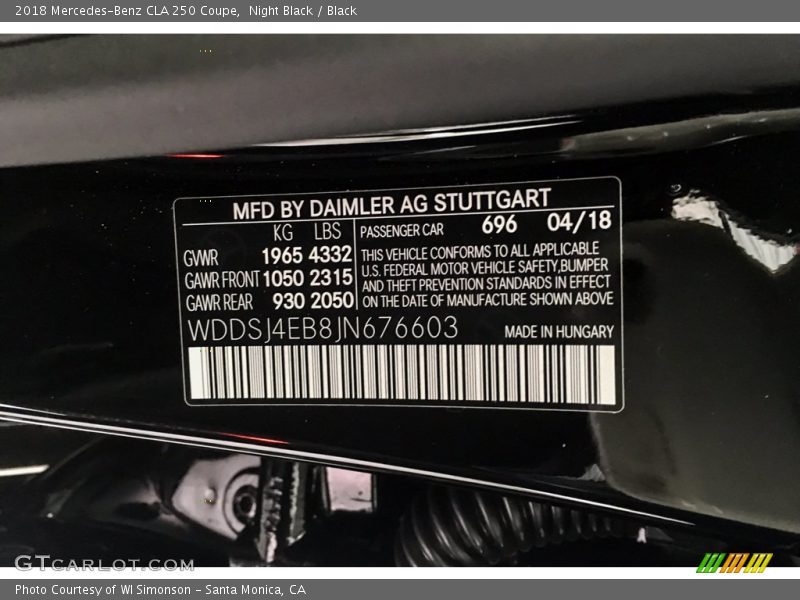 2018 Mercedes-Benz CLA 250 Coupe, Night Black / Black
MFD BY DAIMLER AG STUTTGART
KG LBS
GWR 1965 4332
GAWR FRONT 1050 2315
GAWR REAR 930 2050
PASSENGER CAR 696 04/18
THIS VEHICLE CONFORMS TO ALL APPLICABLE
U.S. FEDERAL MOTOR VEHICLE SAFETY,BUMPER
AND THEFT PREVENTION STANDARDS IN EFFECT
ON THE DATE OF MANUFACTURE SHOWN ABOVE
WDDSJ4EB8JN676603 MADE IN HUNGARY
GTCARLOT.COM
Photo Courtesy of WI Simonson - Santa Monica, CA